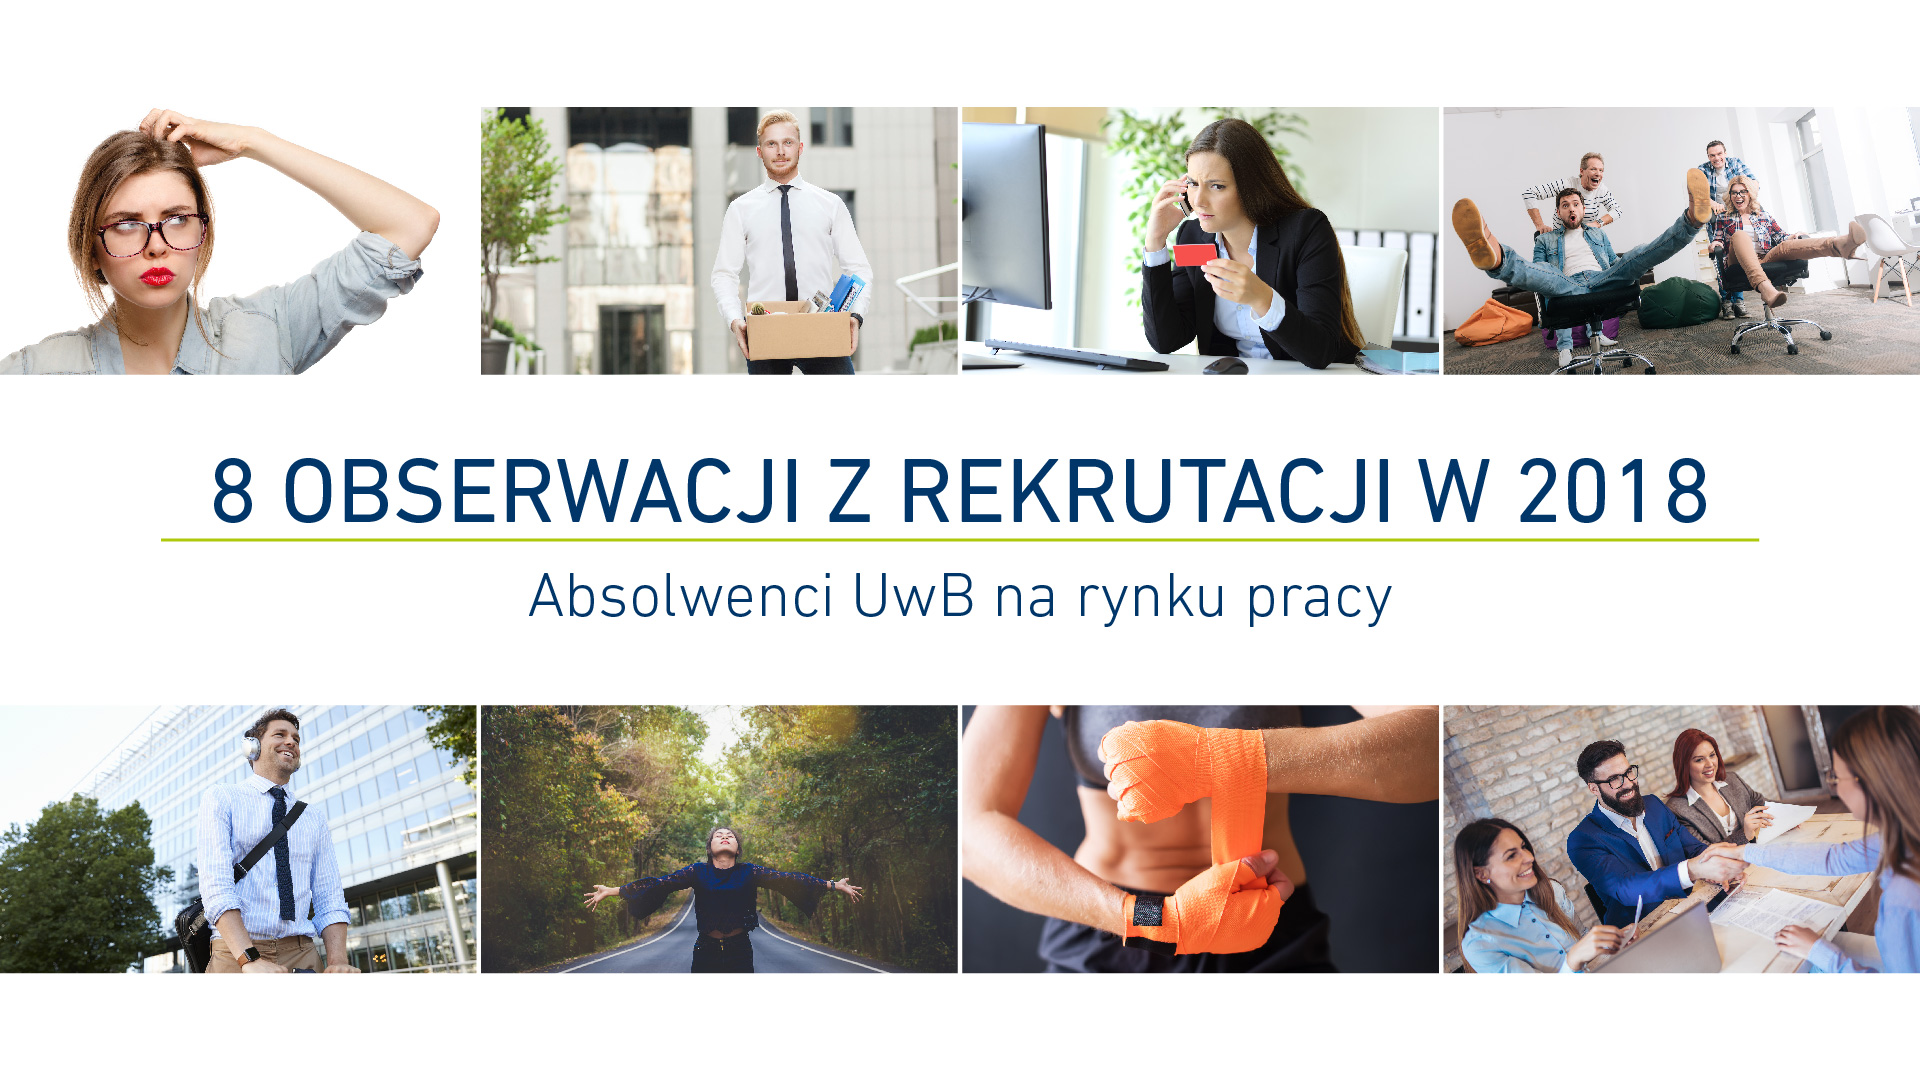 8 OBSERWACJI Z REKRUTACJI W 2018
Absolwenci UwB na rynku pracy